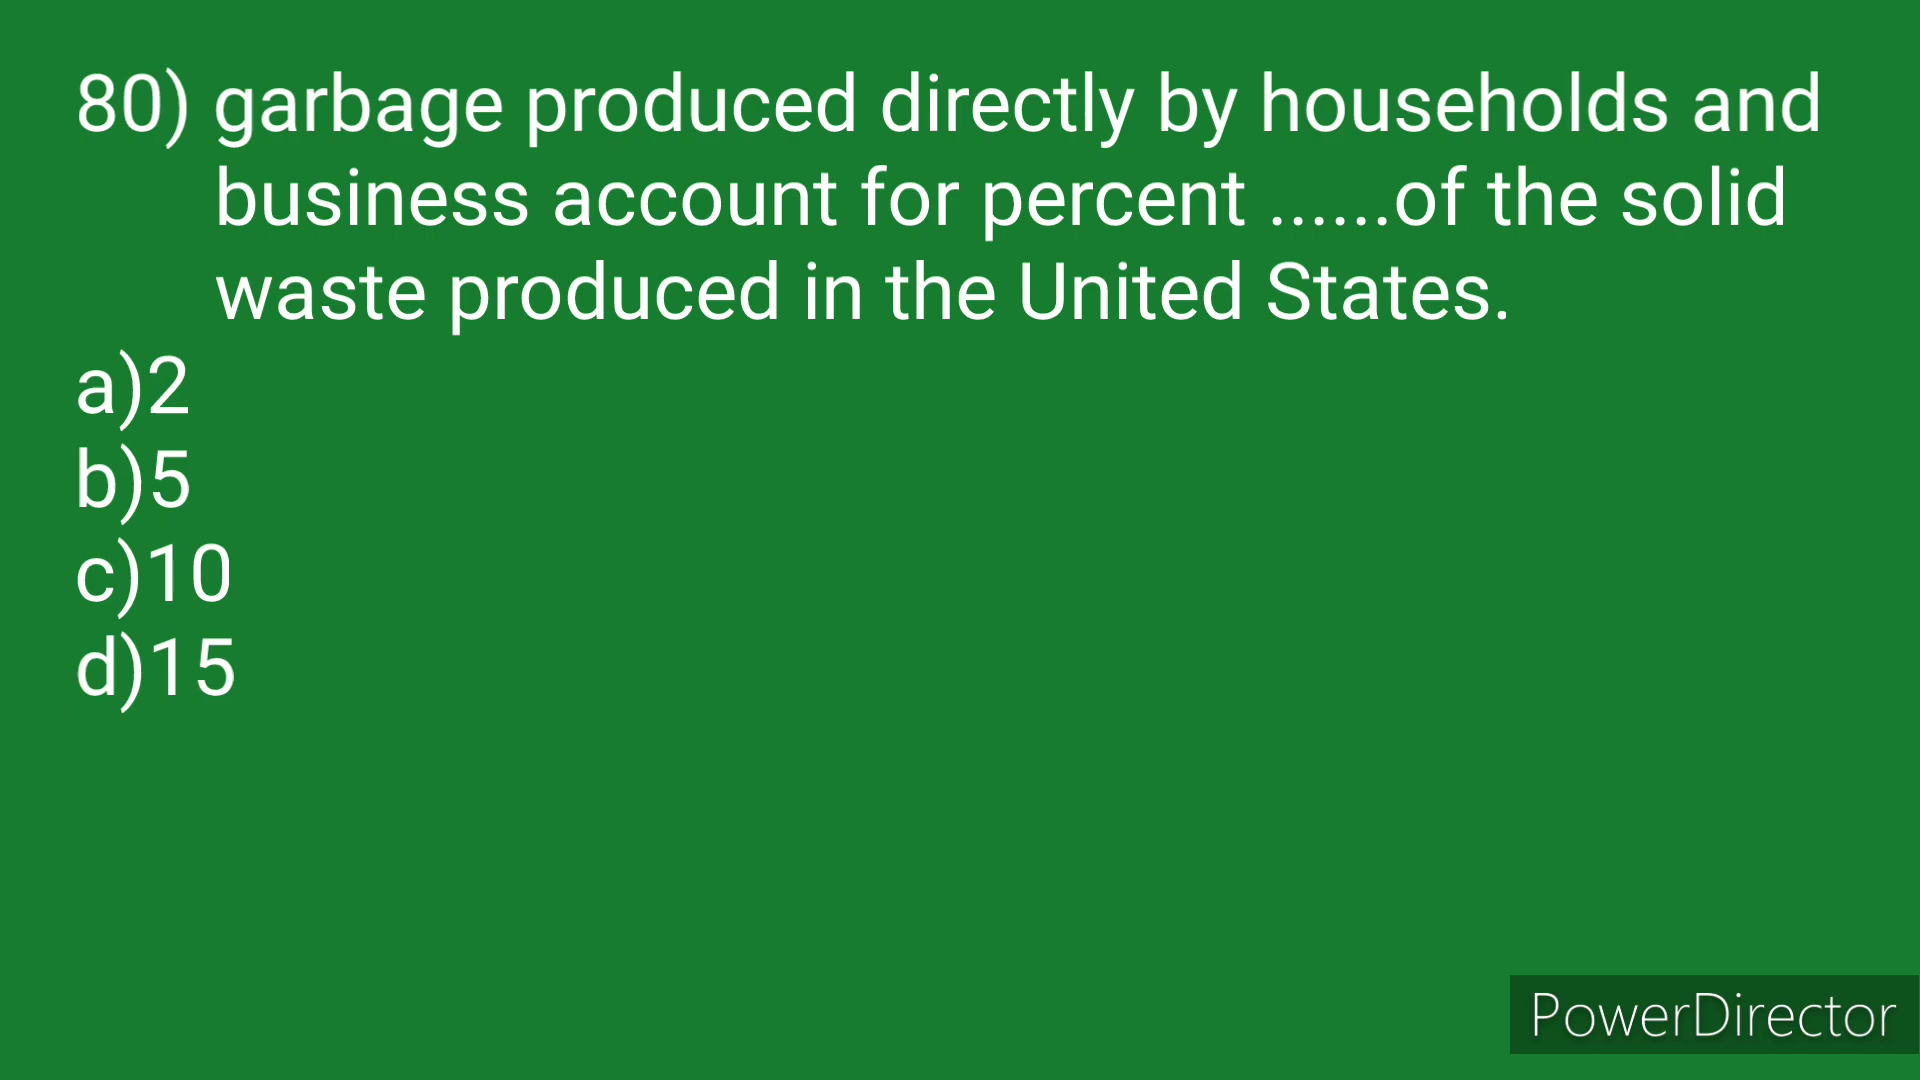 80) garbage produced directly by households and
business account for percent ......of the solid
waste produced in the United States.
a)2
b)5
c)10
d)15
PowerDirector